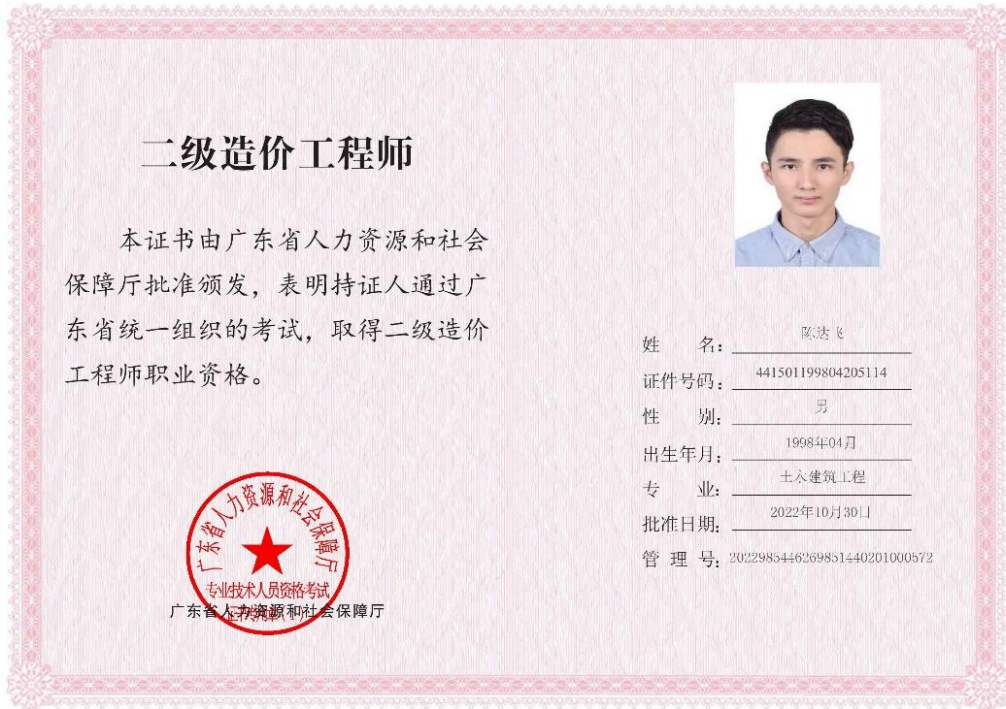 二级造价工程师
本证书由广东省人力资源和社会
保障厅批准颁发，表明持证人通过广
东省统一组织的考试，取得二级造价
工程师职业资格。
广东省人力资源和社会保障厅
专业技术人员资格考试
广东省人力资源和社会保障厅
姓 名：陈达飞
证件号码：441501199804205114
性 别：男
出生年月：1998年04月
专 业：土木建筑工程
批准日期：2022年10月30日
管 理 号：2022985446269851440201000572